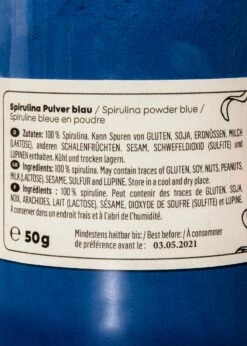 Spirulina Pulver blau / Spirulina powder blue /
Spiruline bleue en poudre
D Zutaten: 100 % Spirulina. Kann Spuren von GLUTEN, SOJA, ERDNÜSSEN, MILCH
(LAKTOSE), anderen SCHALENFRÜCHTEN, SESAM, SCHWEFELDIOXID (SULFITE) und
LUPINEN enthalten. Kühl und trocken lagern.
GB Ingredients: 100 % spirulina. May contain traces of GLUTEN, SOY, NUTS, PEANUTS,
MILK (LACTOSE), SESAME, SULFUR and LUPINE. Store in a cool and dry place.
F Ingrédients : 100 % spiruline. Peut contenir des traces de GLUTEN, SOJA,
NOIX, ARACHIDES, LAIT (LACTOSE), SÉSAME, DIOXYDE DE SOUFRE (SULFITE) et LUPIN.
À conserver dans un endroit frais et à l'abri de l'humidité.
e 50g
Mindestens haltbar bis: / Best before: / À consommer
de préférence avant le : 03.05.2021